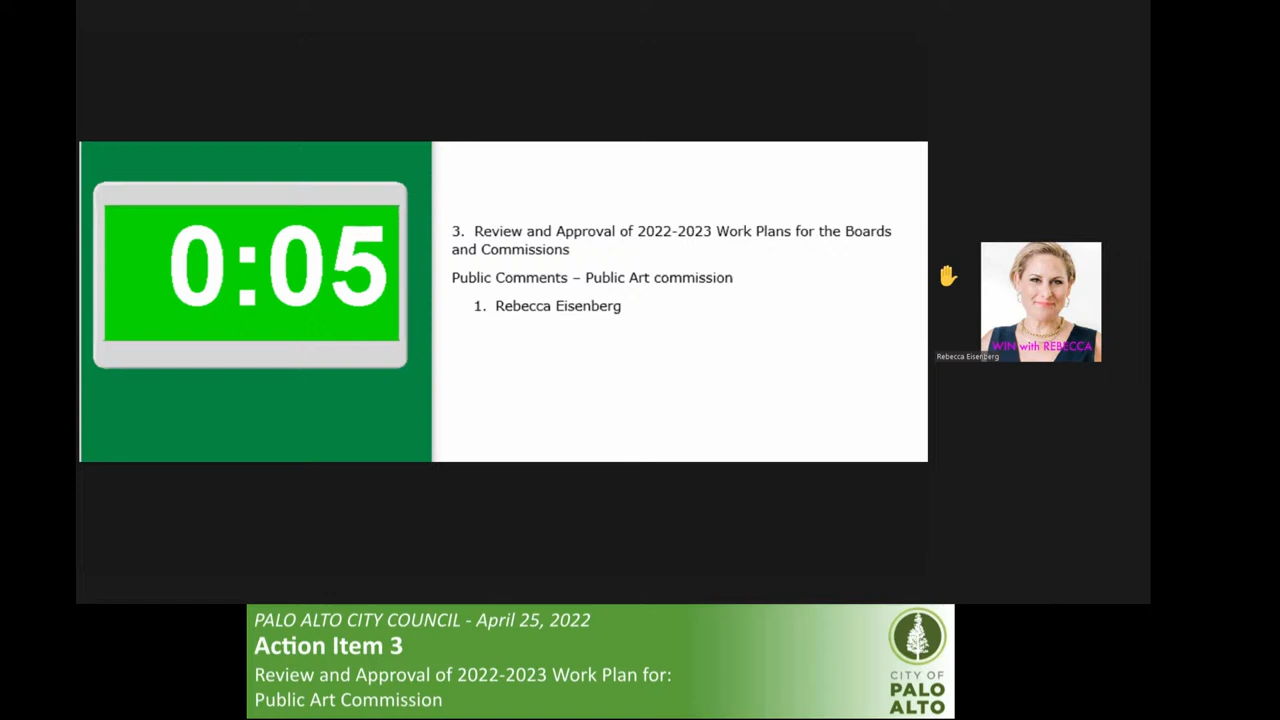 0:05
3. Review and Approval of 2022-2023 Work Plans for the Boards
and Commissions
Public Comments – Public Art commission
1. Rebecca Eisenberg
WIN with REBECCA
Rebecca Eisenberg
PALO ALTO CITY COUNCIL - April 25, 2022
Action Item 3
Review and Approval of 2022-2023 Work Plan for:
Public Art Commission
CITY OF
PALO
ALTO